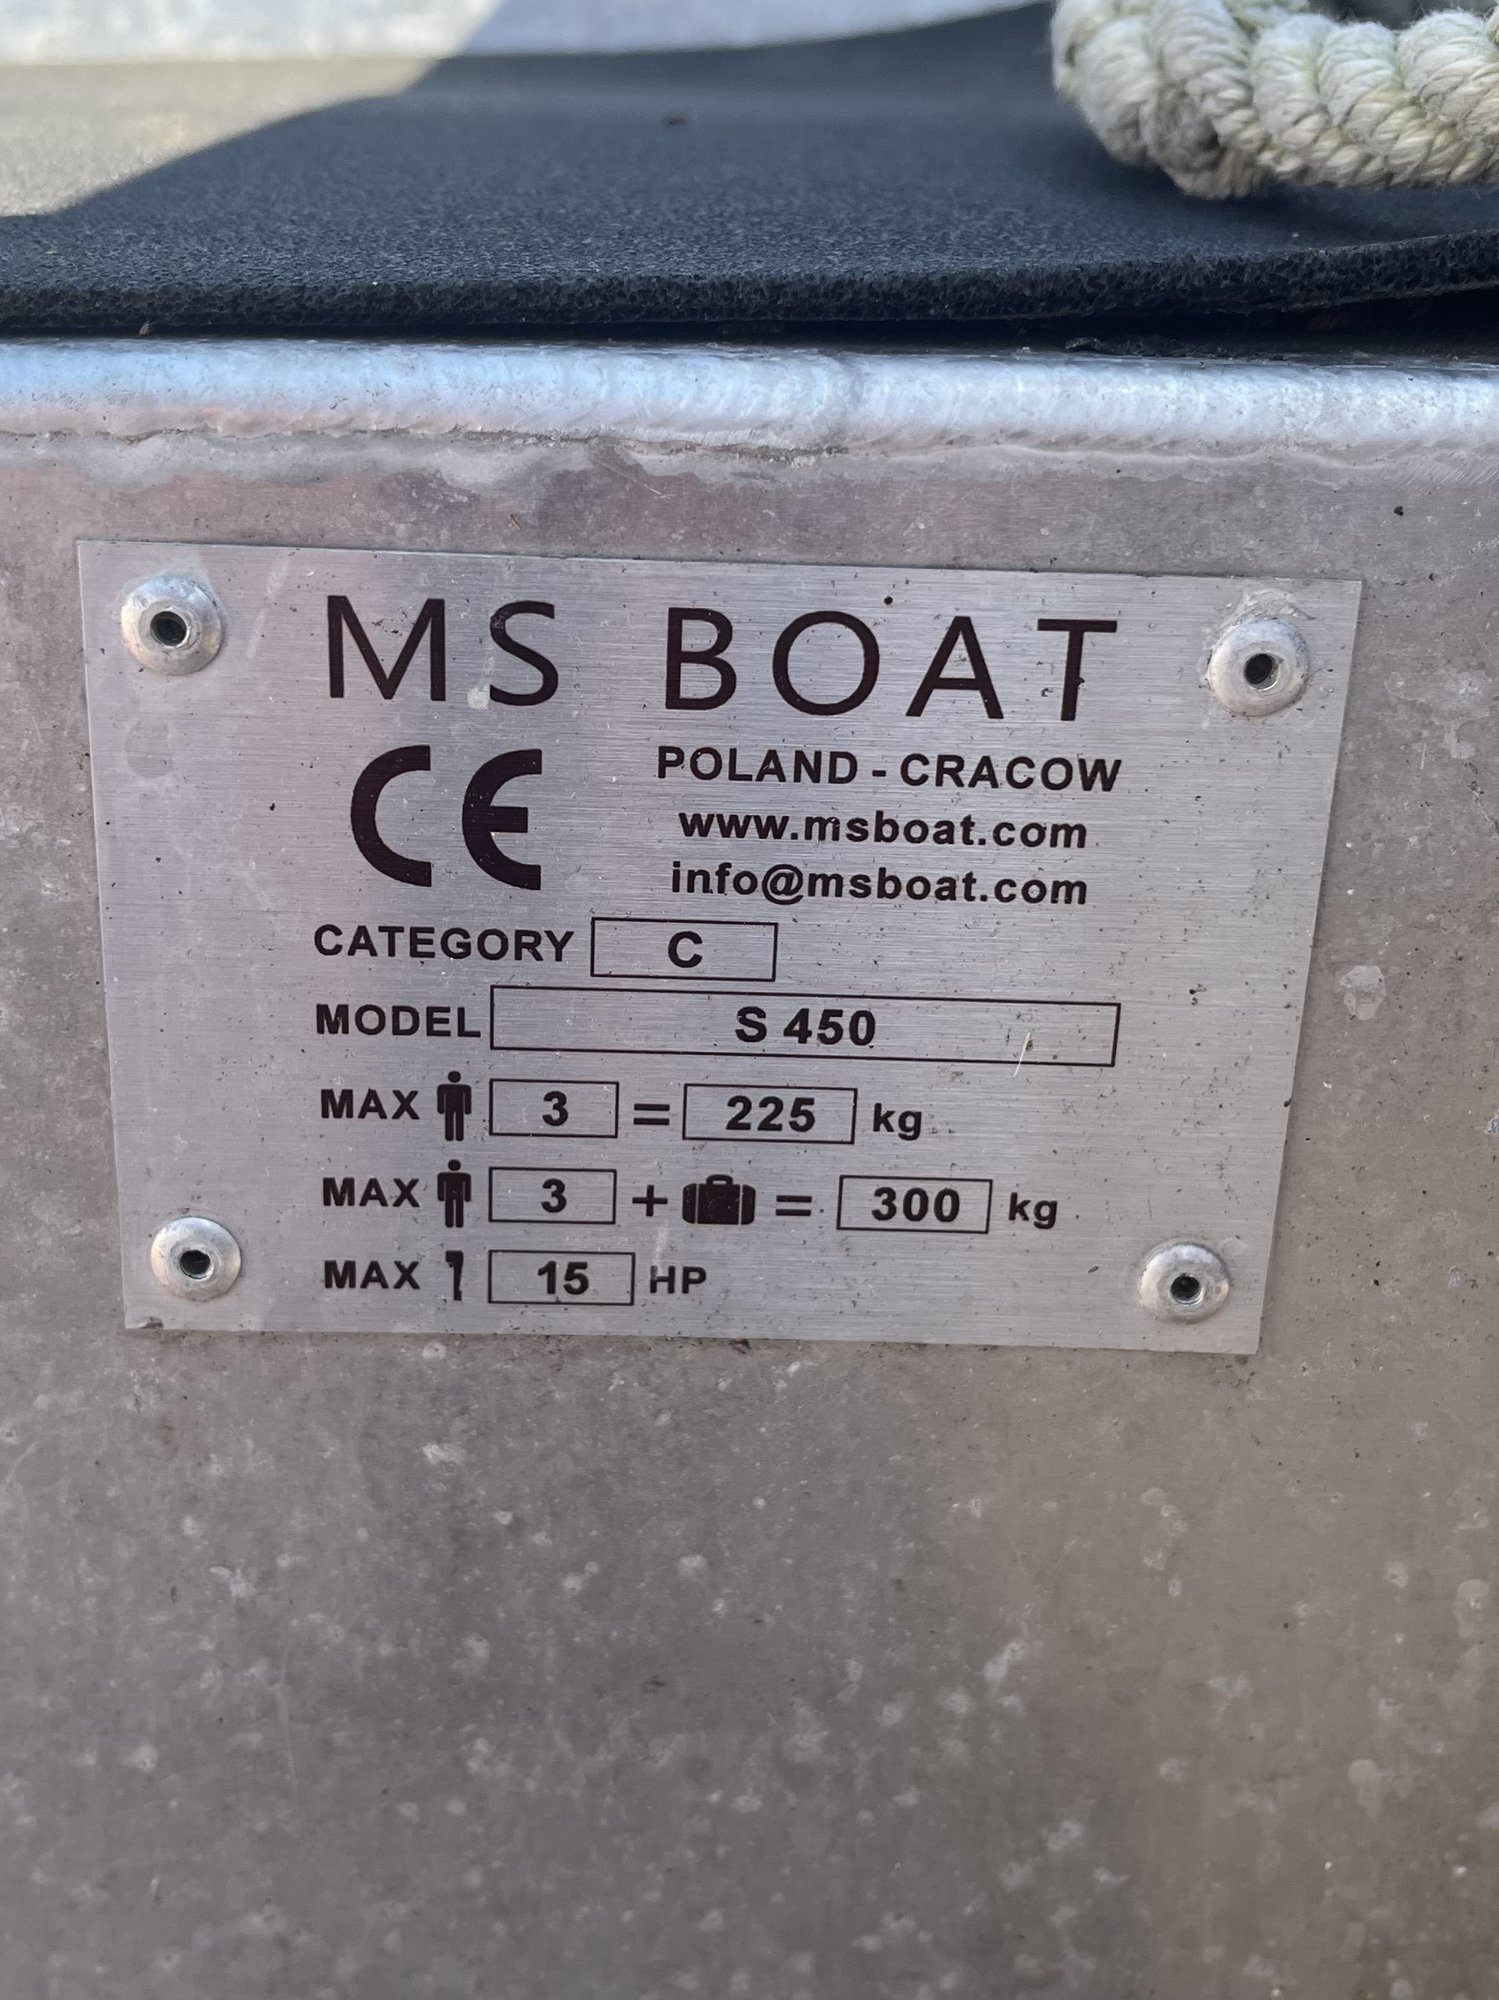 MS BOAT
CE
POLAND - CRACOW
www.msboat.com
info@msboat.com
CATEGORY C
MODEL S 450
MAX 3 = 225 kg
MAX 3 + = 300 kg
MAX 15 HP